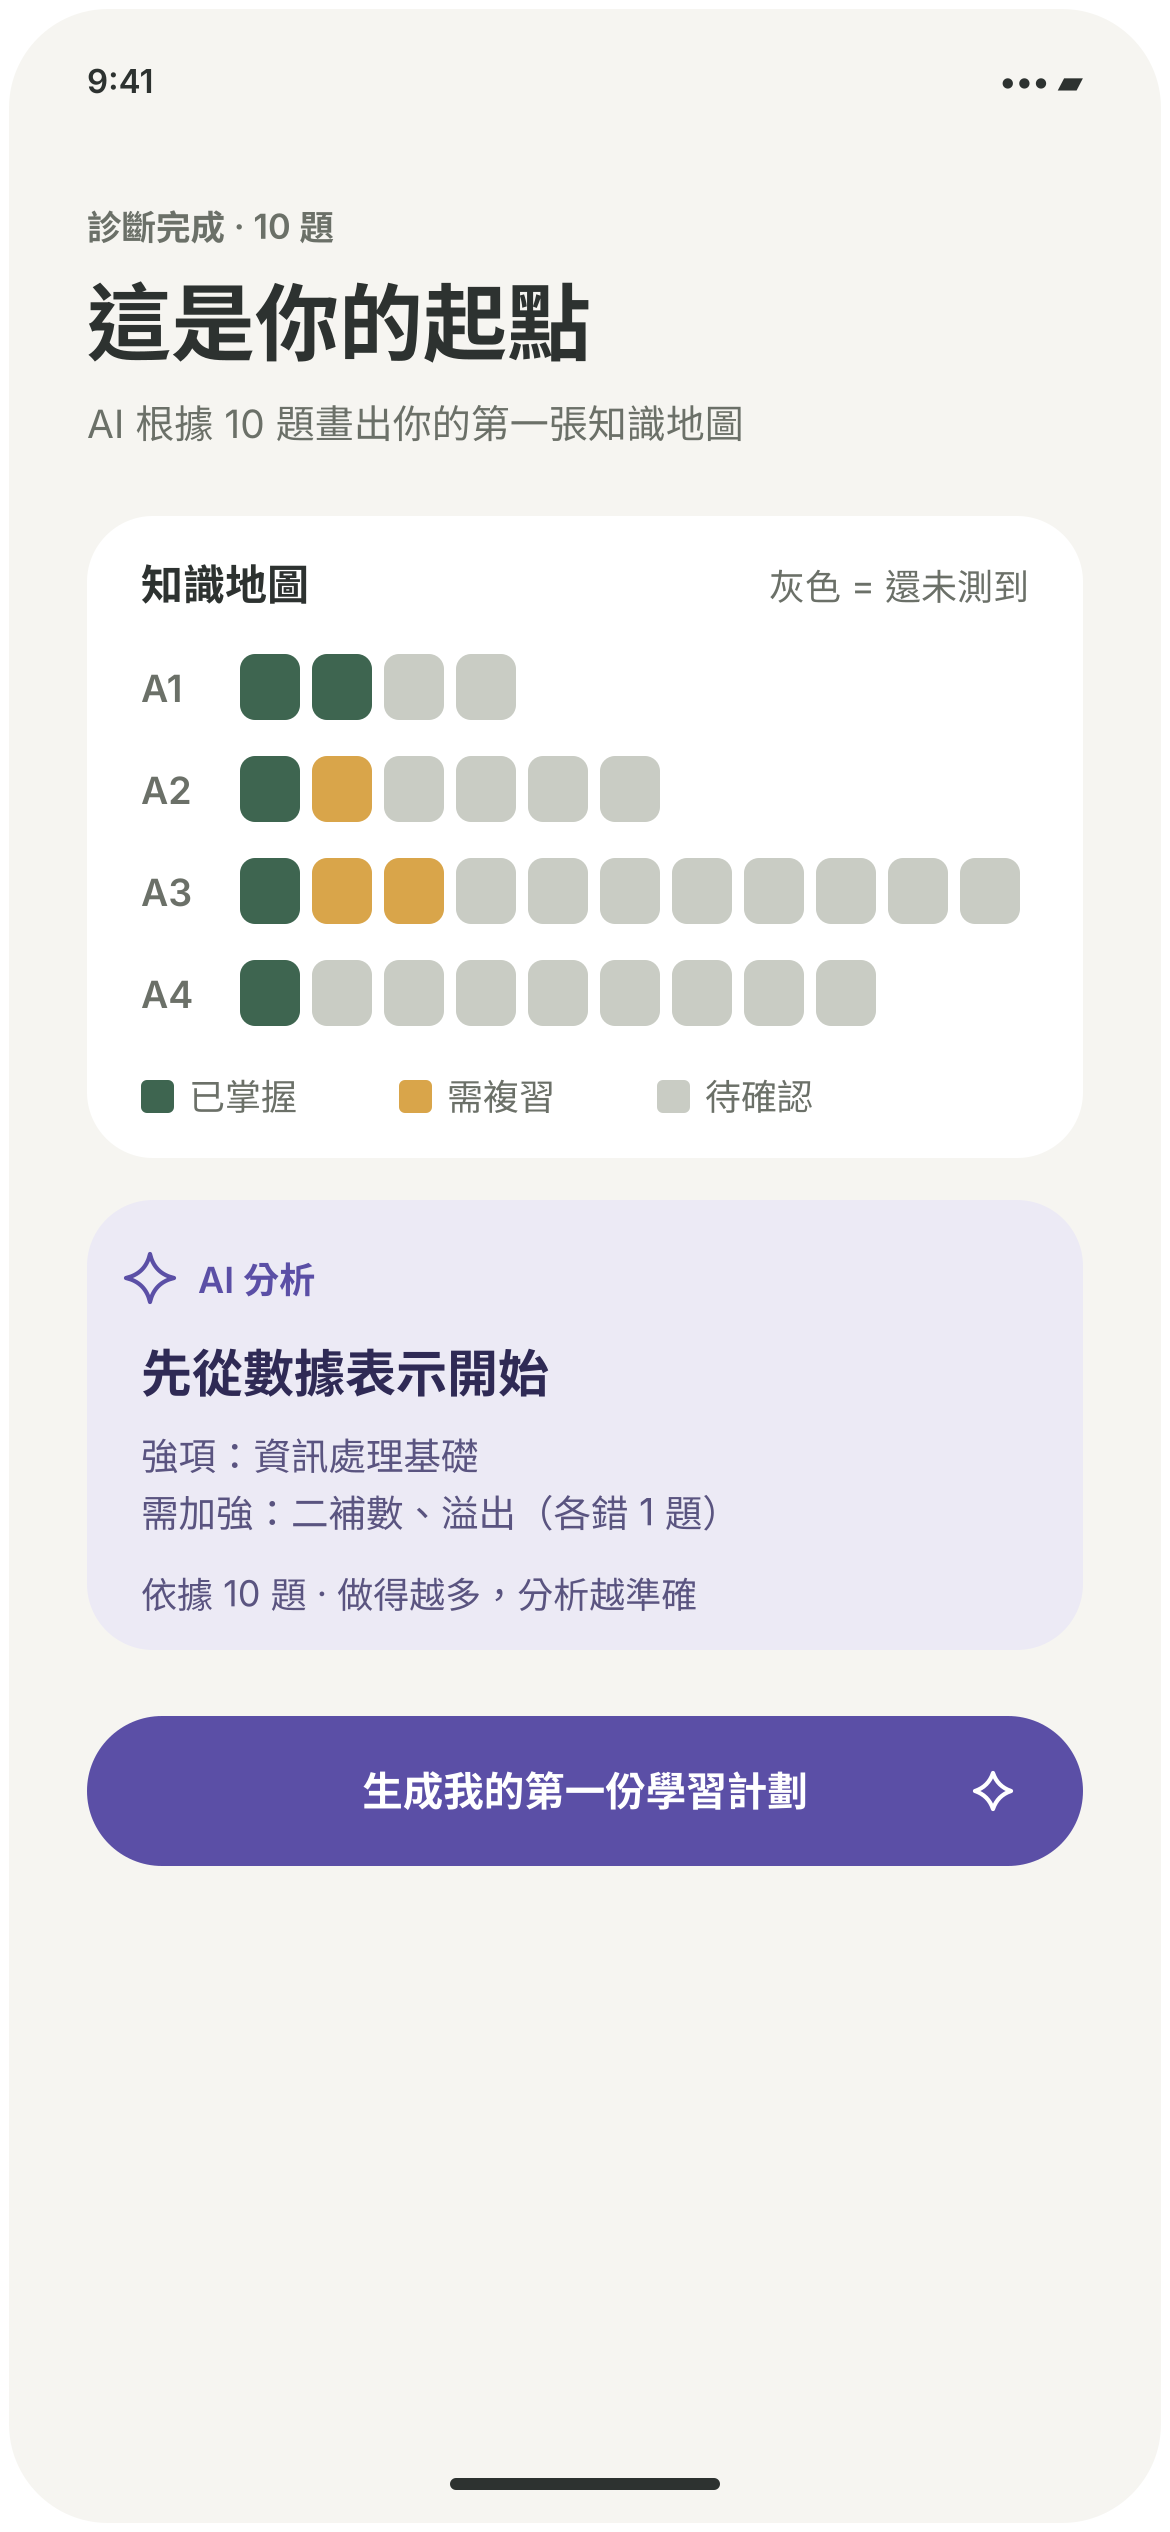 9:41
診斷完成 · 10 題
這是你的起點
AI 根據 10 題畫出你的第一張知識地圖
知識地圖
灰色 = 還未測到
A1
A2
A3
A4
已掌握
需複習
待確認
AI 分析
先從數據表示開始
強項：資訊處理基礎
需加強：二補數、溢出（各錯 1 題）
依據 10 題 · 做得越多，分析越準確
生成我的第一份學習計劃